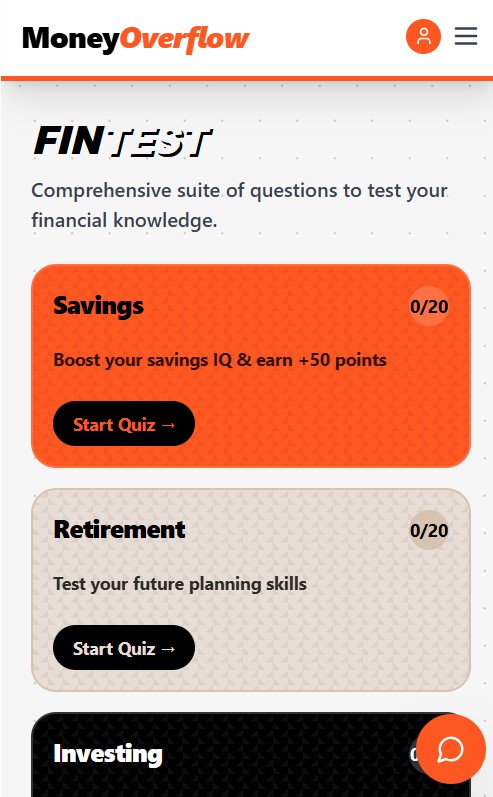 MoneyOverflow
FINTEST
Comprehensive suite of questions to test your
financial knowledge.
Savings
0/20
Boost your savings IQ & earn +50 points
Start Quiz →
Retirement
0/20
Test your future planning skills
Start Quiz →
Investing